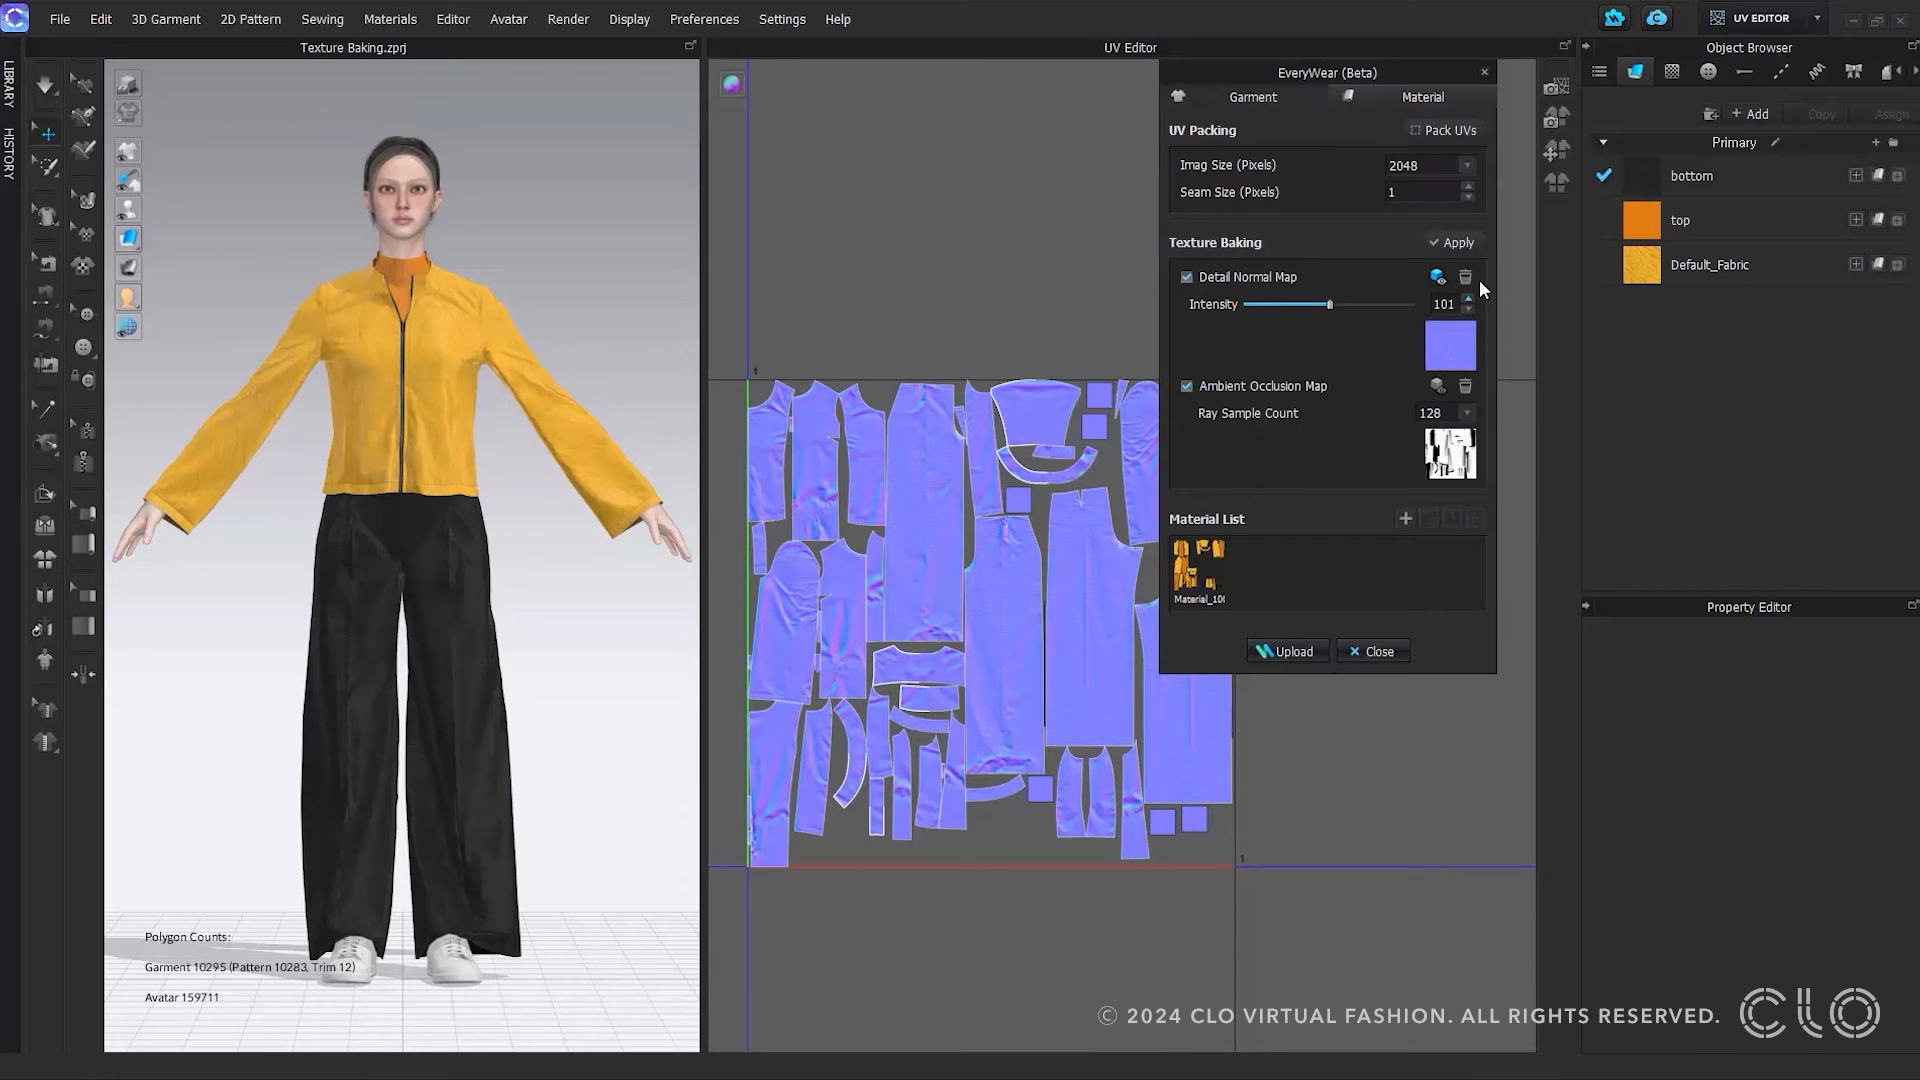 File Edit 3D Garment 2D Pattern Sewing Materials Editor Avatar Render Display Preferences Settings Help
UV EDITOR
Texture Baking.zprj
UV Editor
Object Browser
LIBRARY
HISTORY
EveryWear (Beta)
Garment
Material
UV Packing
Pack UVs
Imag Size (Pixels)
2048
Seam Size (Pixels)
1
Texture Baking
Apply
Detail Normal Map
Intensity
101
Ambient Occlusion Map
Ray Sample Count
128
Material List
Material_10
Upload
Close
1
1
Add
Copy
Assign
Primary
bottom
top
Default_Fabric
Property Editor
Polygon Counts:
Garment 10295 (Pattern 10283, Trim 12)
Avatar 159711
© 2024 CLO VIRTUAL FASHION. ALL RIGHTS RESERVED.
CLO